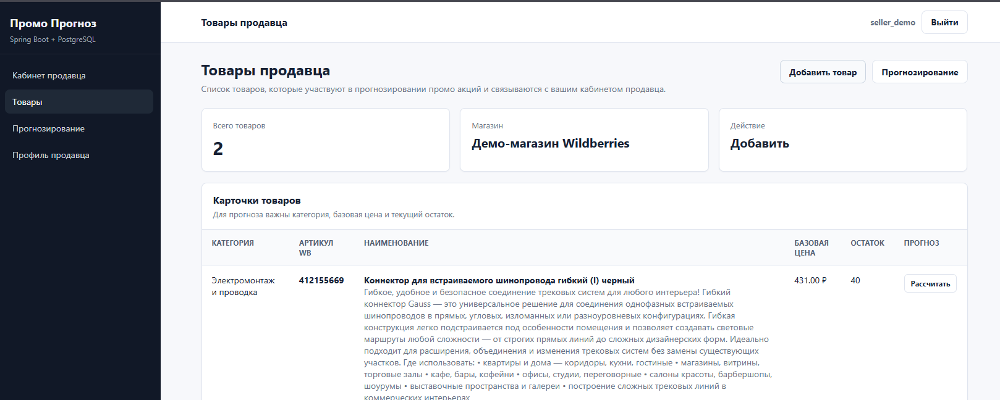 Промо Прогноз
Spring Boot + PostgreSQL
Кабинет продавца
Товары
Прогнозирование
Профиль продавца
Товары продавца
seller_demo
Выйти
Товары продавца
Список товаров, которые участвуют в прогнозировании промо акций и связываются с вашим кабинетом продавца.
Добавить товар
Прогнозирование
Всего товаров
2
Магазин
Демо-магазин Wildberries
Действие
Добавить
Карточки товаров
Для прогноза важны категория, базовая цена и текущий остаток.
КАТЕГОРИЯ
АРТИКУЛ
WB
НАИМЕНОВАНИЕ
БАЗОВАЯ
ЦЕНА
ОСТАТОК
ПРОГНОЗ
Электромонтаж
и проводка
412155669
Коннектор для встраиваемого шинопровода гибкий (I) черный
Гибкое, удобное и безопасное соединение трековых систем для любого интерьера! Гибкий
коннектор Gauss — это универсальное решение для соединения однофазных встраиваемых
шинопроводов в прямых, угловых, изломанных или разноуровневых конфигурациях. Гибкая
конструкция легко подстраивается под особенности помещения и позволяет создавать световые
маршруты любой сложности — от строгих прямых линий до сложных дизайнерских форм. Идеально
подходит для расширения, объединения и изменения трековых систем без замены существующих
участков. Где использовать: • квартиры и дома — коридоры, кухни, гостиные • магазины, витрины,
торговые залы • кафе, бары, кофейни • офисы, студии, переговорные • салоны красоты, барбершопы,
шоурумы • выставочные пространства и галереи • построение сложных трековых линий в
коммерческих интерьерах
431.00 ₽
40
Рассчитать